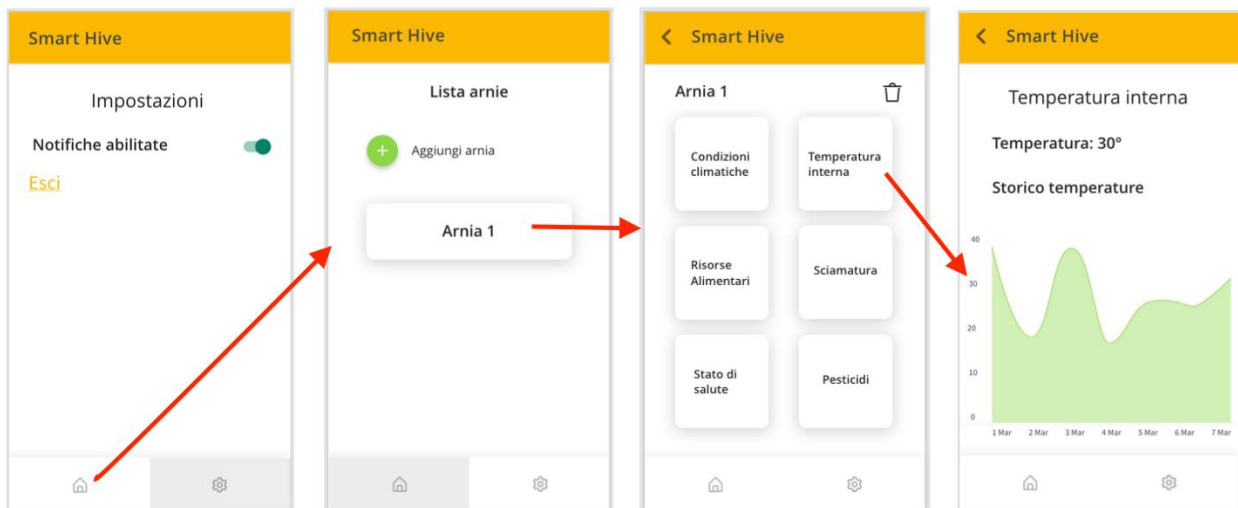 Smart Hive
Impostazioni
Notifiche abilitate
Esci
Smart Hive
Lista arnie
+
Aggiungi arnia
Arnia 1
Smart Hive
Arnia 1
Condizioni
climatiche
Temperatura
interna
Risorse
Alimentari
Sciamatura
Stato di
salute
Pesticidi
Smart Hive
Temperatura interna
Temperatura: 30°
Storico temperature
40
30
20
10
0
1 Mar 2 Mar 3 Mar 4 Mar 5 Mar 6 Mar 7 Mar